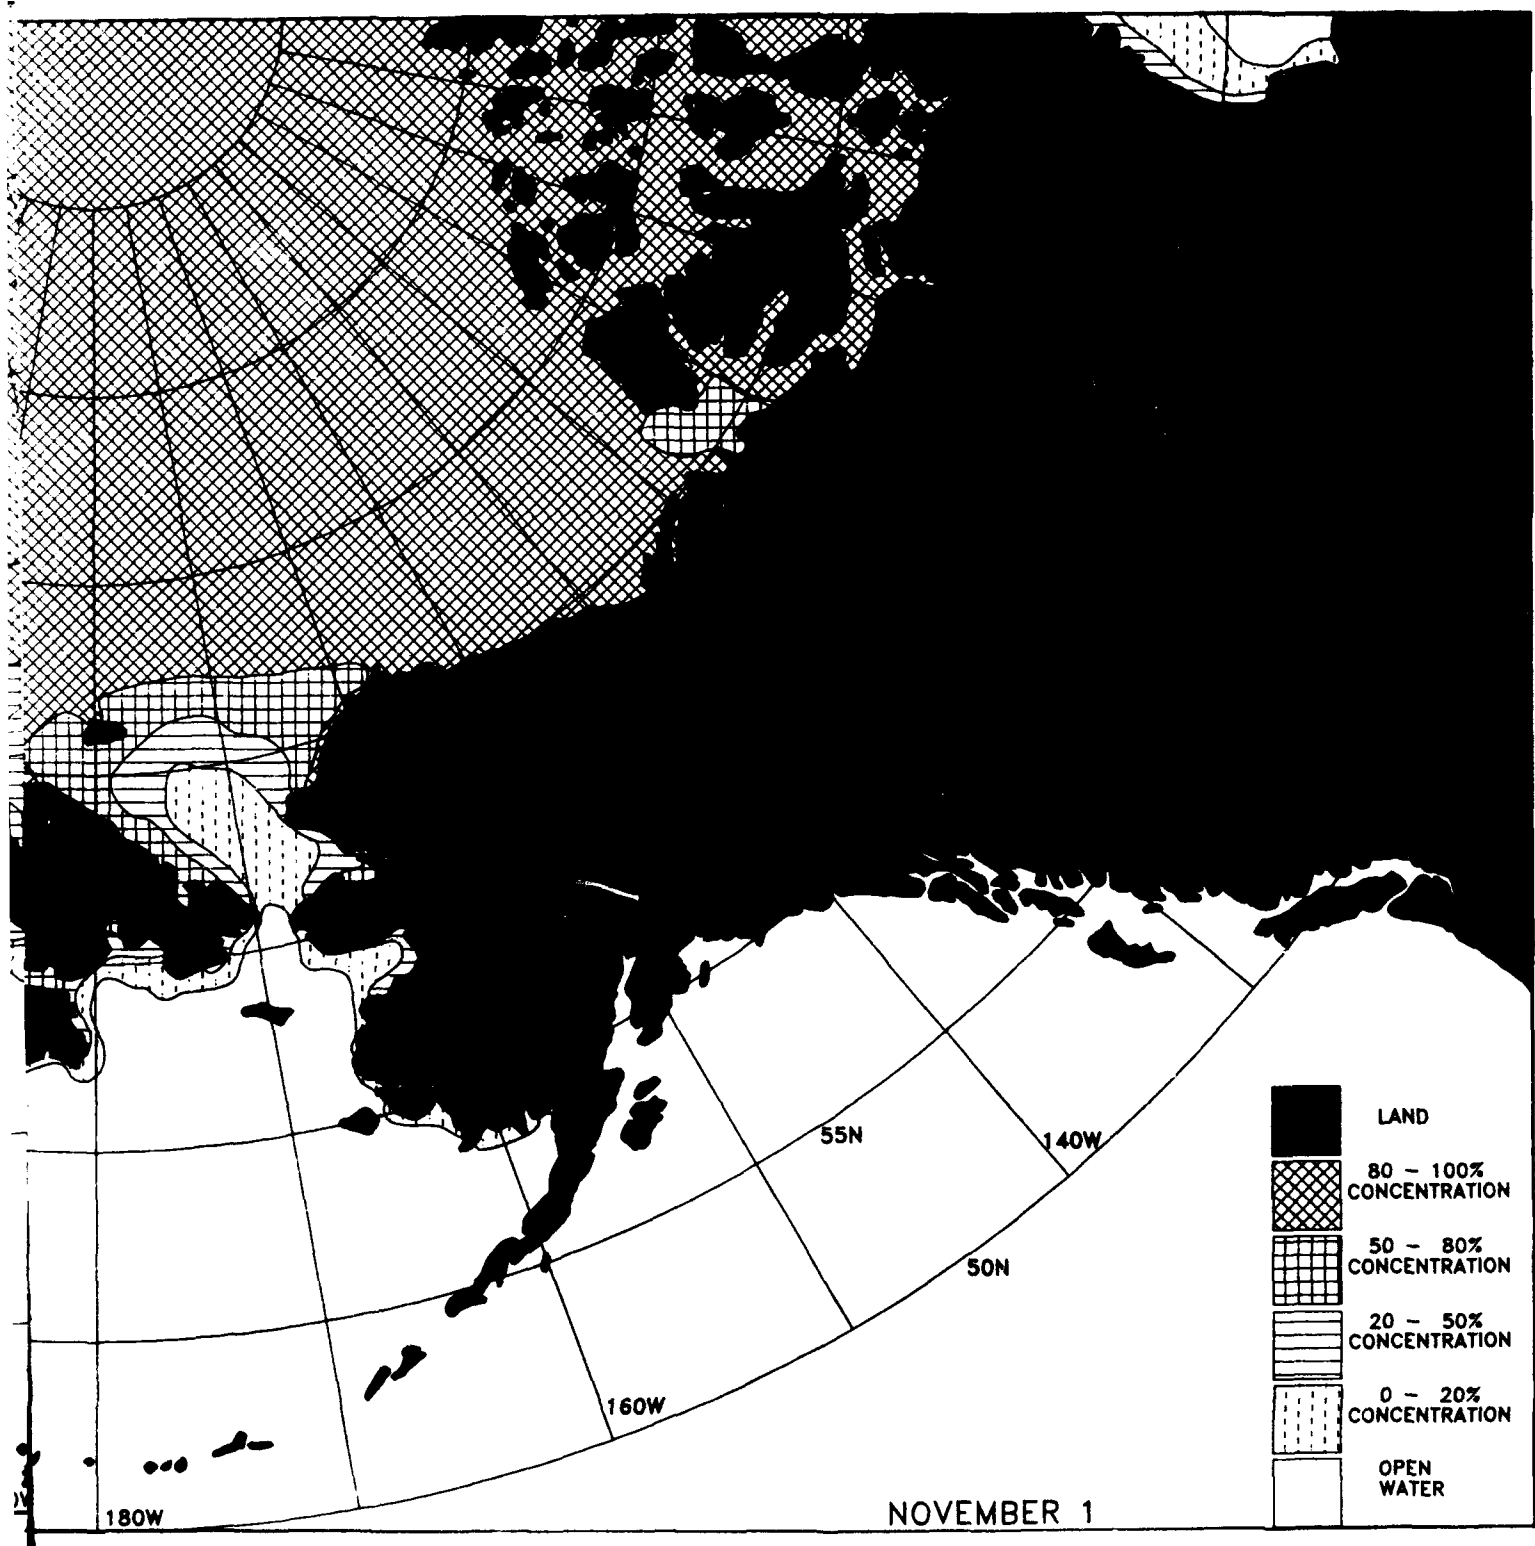 LAND
80 - 100%
CONCENTRATION
55N
140W
50 - 80%
CONCENTRATION
50N
20 - 50%
CONCENTRATION
0 - 20%
CONCENTRATION
160W
OPEN
WATER
180W
NOVEMBER 1